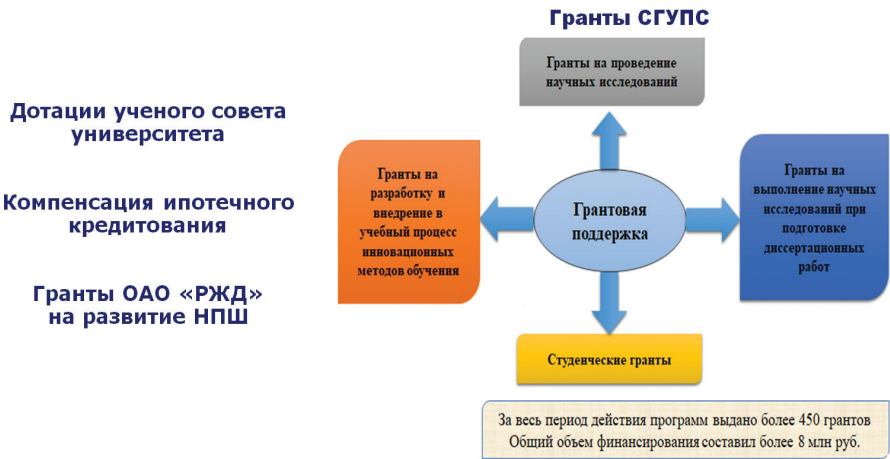 Гранты СГУПС
Дотации ученого совета
университета
Компенсация ипотечного
кредитования
Гранты ОАО «РЖД»
на развитие НПШ
Гранты на проведение
научных исследований
Гранты на
разработку и
внедрение в
учебный процесс
инновационных
методов обучения
Грантовая
поддержка
Гранты на
выполнение научных
исследований при
подготовке
диссертационных
работ
Студенческие гранты
За весь период действия программ выдано более 450 грантов
Общий объем финансирования составил более 8 млн руб.